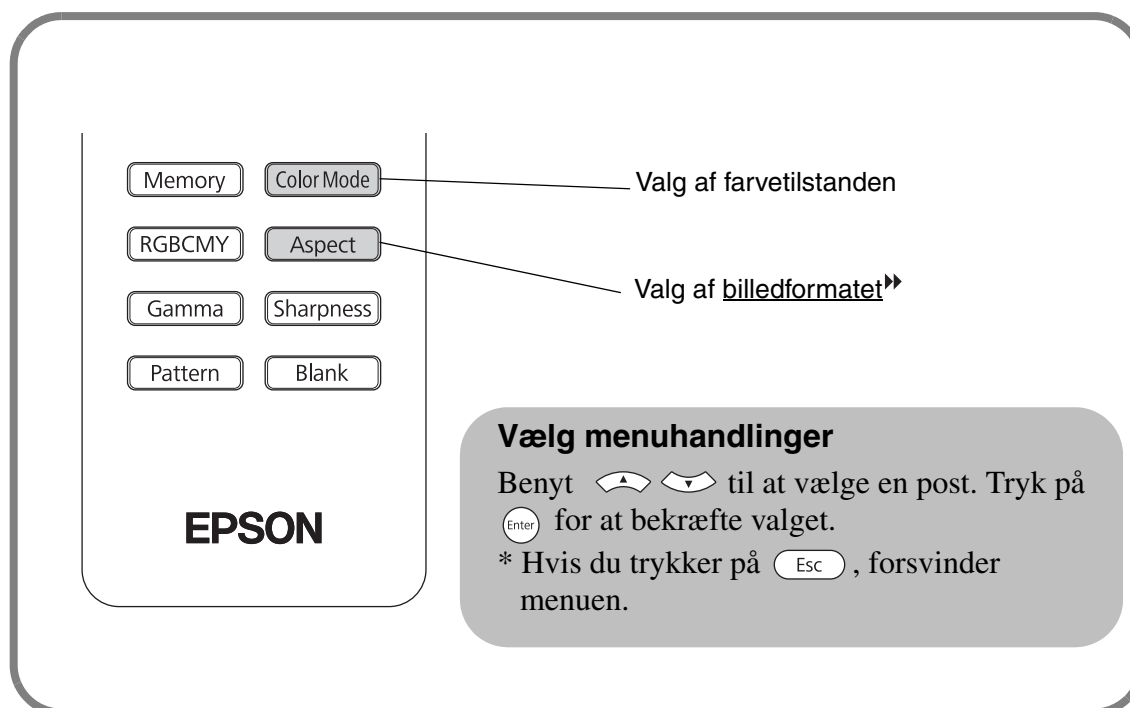 Memory Color Mode Valg af farvetilstanden
RGBCMY Aspect
Valg af billedformatet
Gamma Sharpness
Pattern Blank
EPSON
Vælg menuhandlinger
Benyt til at vælge en post. Tryk på
Enter for at bekræfte valget.
* Hvis du trykker på Esc , forsvinder
menuen.